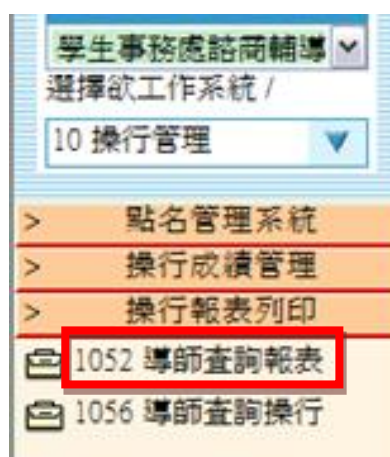 學生事務處諮商輔導
選擇欲工作系統 /
10 操行管理
> 點名管理系統
> 操行成績管理
> 操行報表列印
1052 導師查詢報表
1056 導師查詢操行